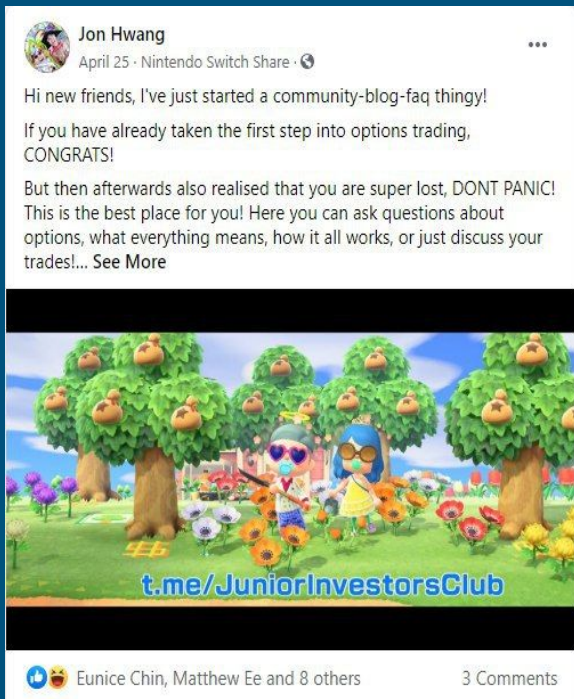 Jon Hwang
April 25 · Nintendo Switch Share ·
Hi new friends, I've just started a community-blog-faq thingy!
If you have already taken the first step into options trading,
CONGRATS!
But then afterwards also realised that you are super lost, DONT PANIC!
This is the best place for you! Here you can ask questions about
options, what everything means, how it all works, or just discuss your
trades!... See More
t.me/JuniorInvestorsClub
Eunice Chin, Matthew Ee and 8 others 3 Comments